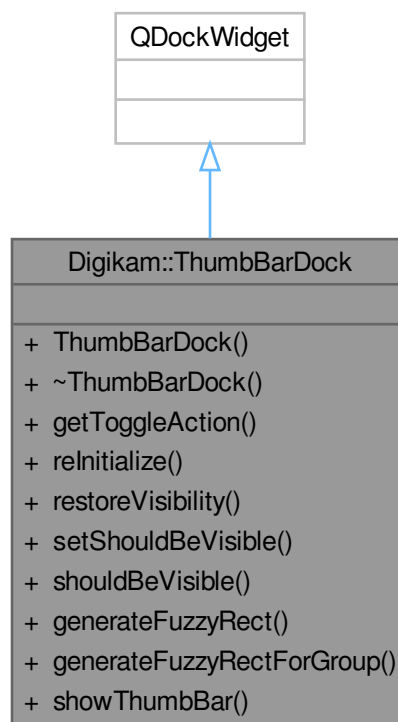 QDockWidget
Digikam::ThumbBarDock
+ ThumbBarDock()
+ ~ThumbBarDock()
+ getToggleAction()
+ reInitialize()
+ restoreVisibility()
+ setShouldBeVisible()
+ shouldBeVisible()
+ generateFuzzyRect()
+ generateFuzzyRectForGroup()
+ showThumbBar()